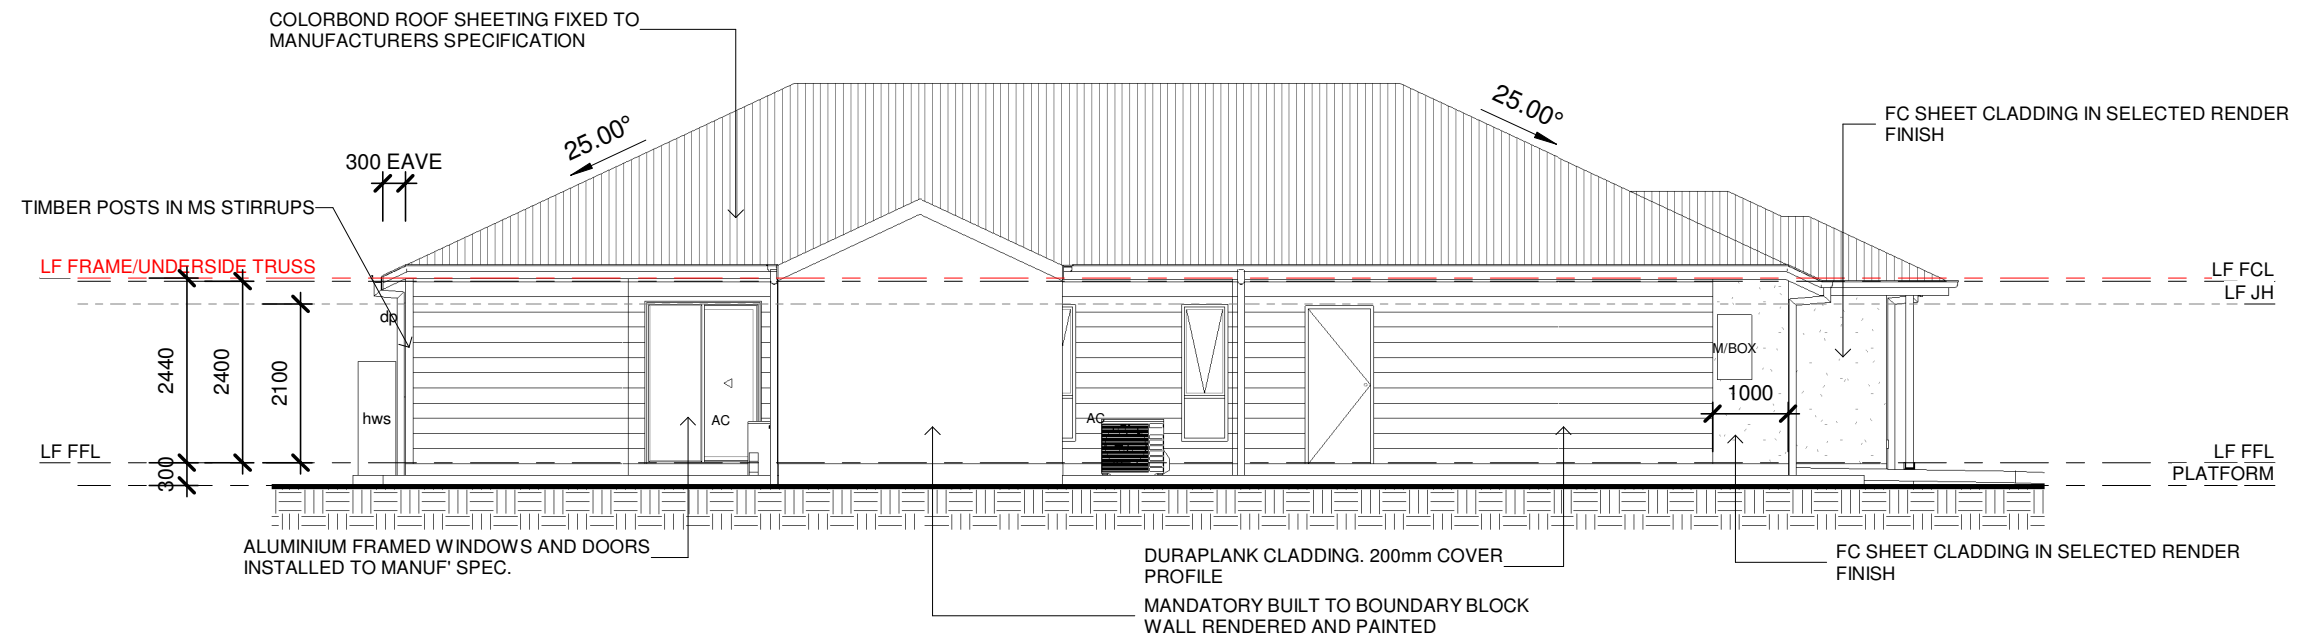 COLORBOND ROOF SHEETING FIXED TO
MANUFACTURERS SPECIFICATION
25.00°
25.00°
FC SHEET CLADDING IN SELECTED RENDER
FINISH
300 EAVE
TIMBER POSTS IN MS STIRRUPS
LF FRAME/UNDERSIDE TRUSS
LF FCL
LF JH
dp
2440
2400
2100
M/BOX
1000
hws
AC
AC
LF FFL
300
LF FFL
PLATFORM
ALUMINIUM FRAMED WINDOWS AND DOORS
INSTALLED TO MANUF' SPEC.
DURAPLANK CLADDING. 200mm COVER
PROFILE
FC SHEET CLADDING IN SELECTED RENDER
FINISH
MANDATORY BUILT TO BOUNDARY BLOCK
WALL RENDERED AND PAINTED